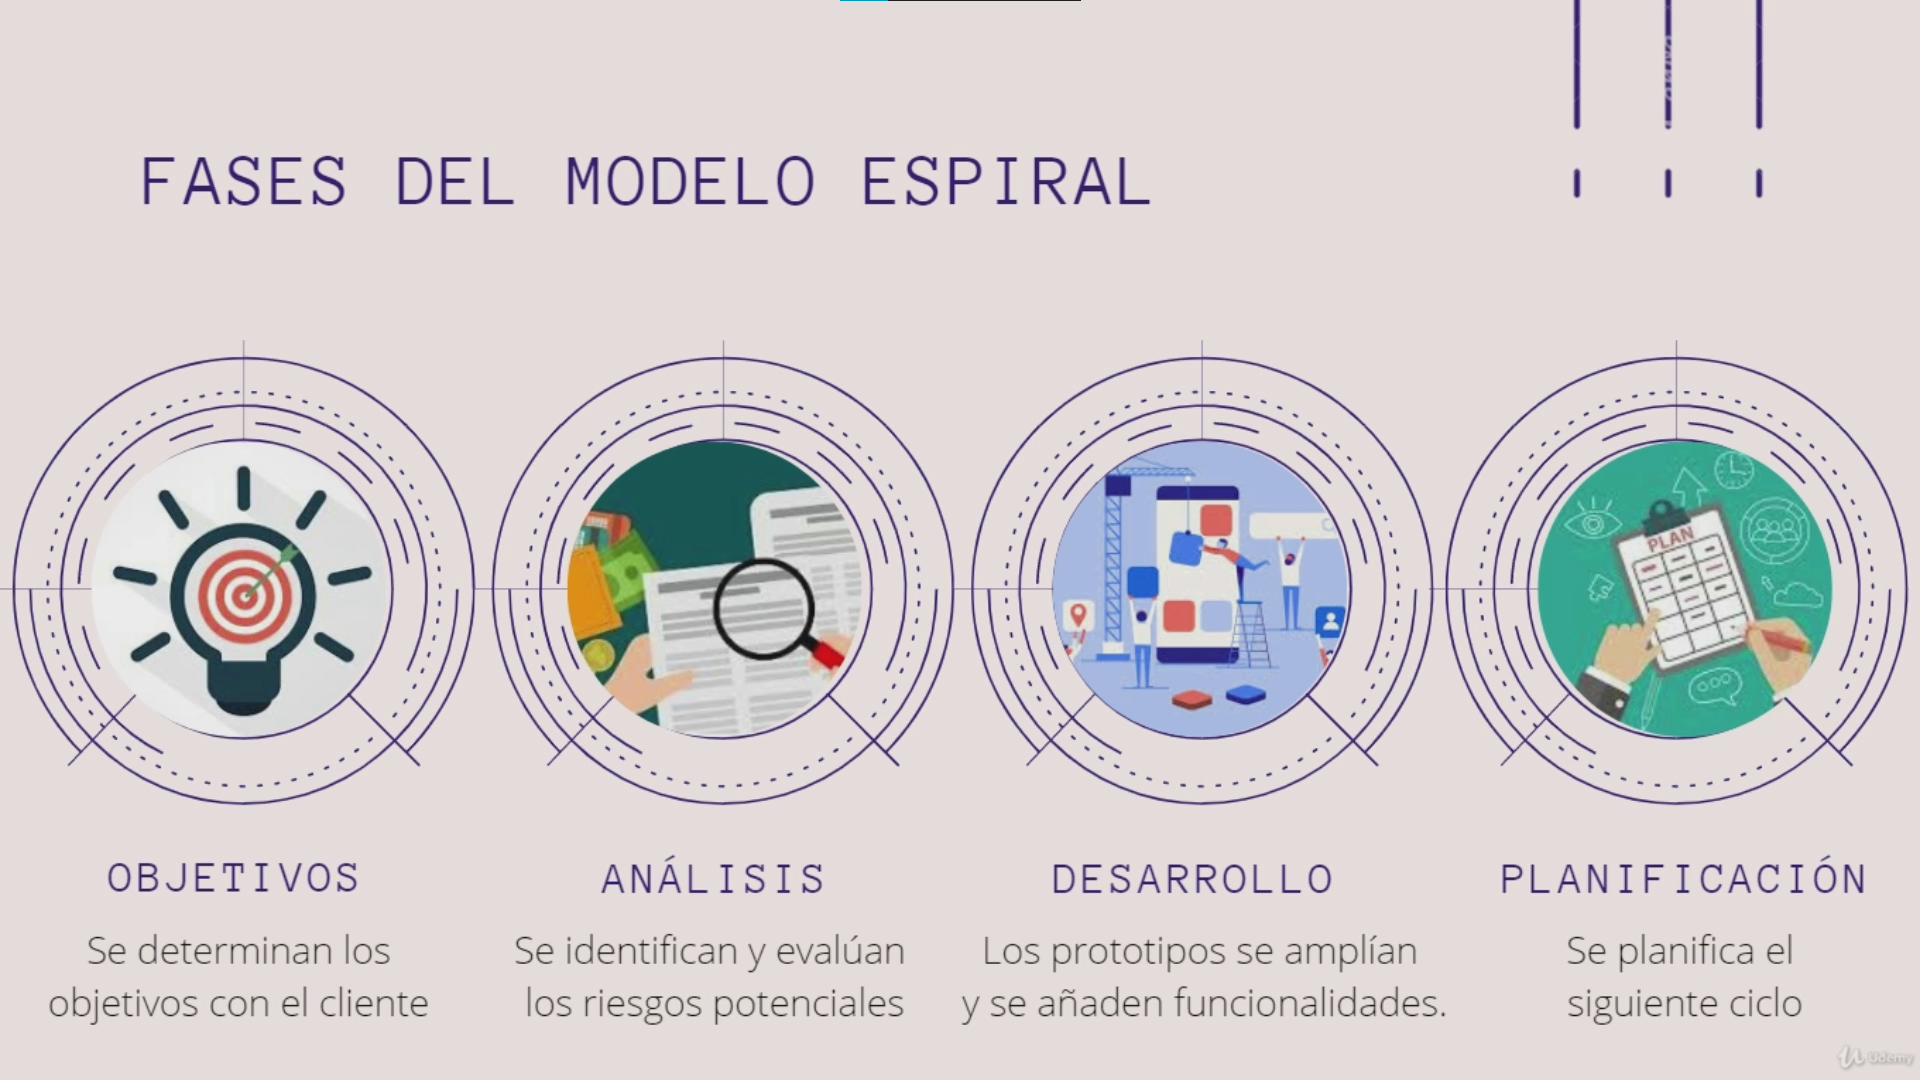 FASES DEL MODELO ESPIRAL
PLAN
OBJETIVOS
Se determinan los
objetivos con el cliente
ANÁLISIS
Se identifican y evalúan
los riesgos potenciales
DESARROLLO
Los prototipos se amplían
y se añaden funcionalidades.
PLANIFICACIÓN
Se planifica el
siguiente ciclo
Udemy